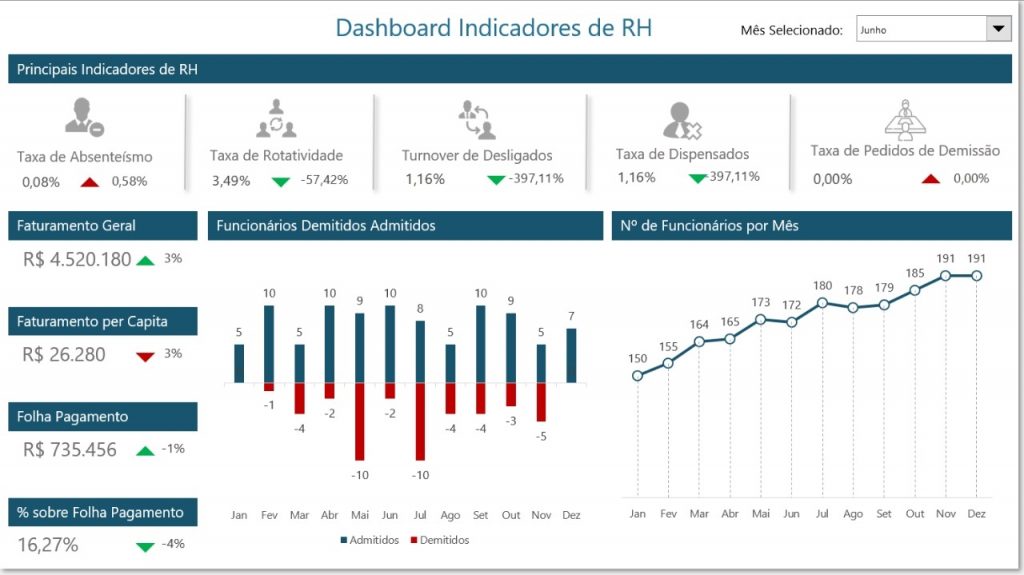 Dashboard Indicadores de RH
Mês Selecionado: Junho
Principais Indicadores de RH
Taxa de Absenteísmo
0,08% 0,58%
Taxa de Rotatividade
3,49% -57,42%
Turnover de Desligados
1,16% -397,11%
Taxa de Dispensados
1,16% -397,11%
Taxa de Pedidos de Demissão
0,00% 0,00%
Faturamento Geral
R$ 4.520.180 3%
Faturamento per Capita
R$ 26.280 3%
Folha Pagamento
R$ 735.456 -1%
% sobre Folha Pagamento
16,27% -4%
Funcionários Demitidos Admitidos
5 10 5 10 9 10 8 5 10 9 5 7
-1 -4 -2 -10 -2 -10 -4 -4 -3 -5
Jan Fev Mar Abr Mai Jun Jul Ago Set Out Nov Dez
Admitidos Demitidos
Nº de Funcionários por Mês
150 155 164 165 173 172 180 178 179 185 191 191
Jan Fev Mar Abr Mai Jun Jul Ago Set Out Nov Dez